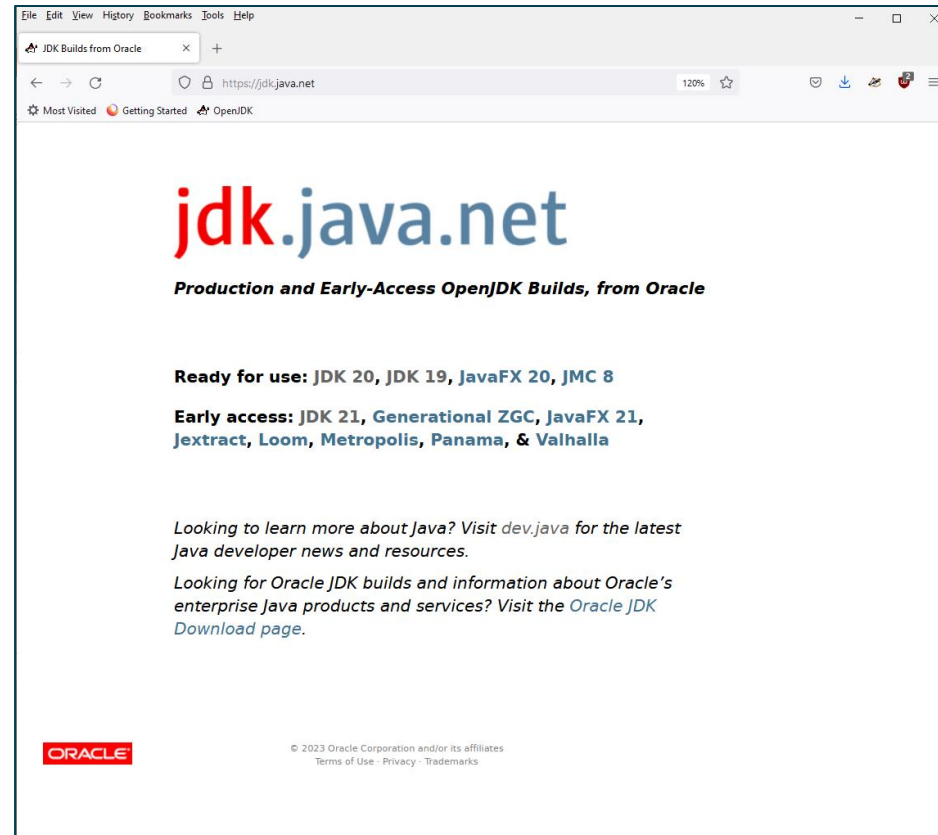 File Edit View History Bookmarks Tools Help
JDK Builds from Oracle
https://jdk.java.net 120%
2
Most Visited Getting Started OpenJDK
jdk.java.net
Production and Early-Access OpenJDK Builds, from Oracle
Ready for use: JDK 20, JDK 19, JavaFX 20, JMC 8
Early access: JDK 21, Generational ZGC, JavaFX 21,
Jextract, Loom, Metropolis, Panama, & Valhalla
Looking to learn more about Java? Visit dev.java for the latest
Java developer news and resources.
Looking for Oracle JDK builds and information about Oracle’s
enterprise Java products and services? Visit the Oracle JDK
Download page.
ORACLE
© 2023 Oracle Corporation and/or its affiliates
Terms of Use · Privacy · Trademarks